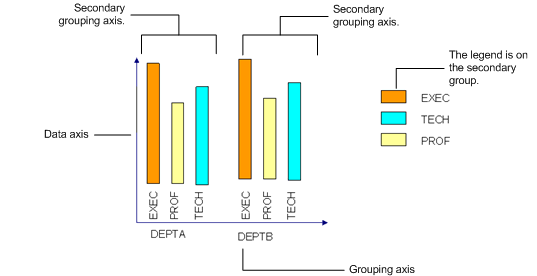 Secondary
grouping axis.
Secondary
grouping axis.
The legend is on
the secondary
group.
EXEC
TECH
PROF
Data axis
EXEC
PROF
TECH
EXEC
PROF
TECH
DEPTA
DEPTB
Grouping axis